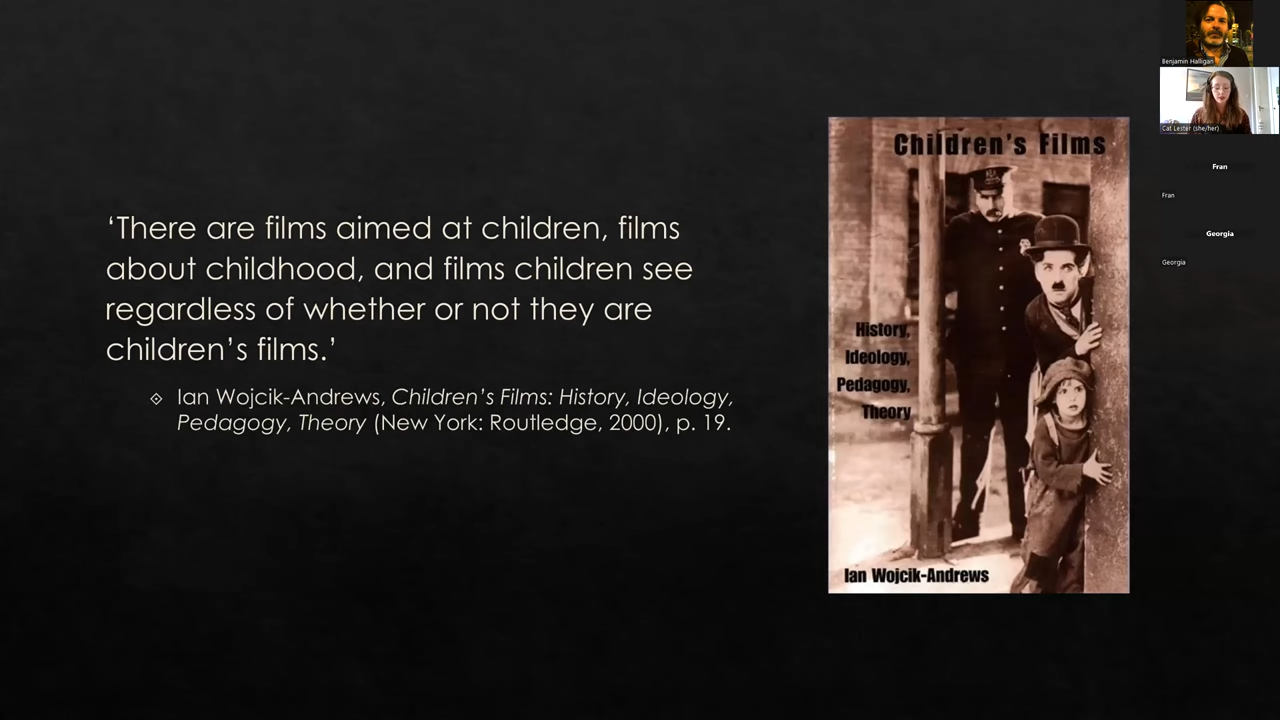 ‘There are films aimed at children, films
about childhood, and films children see
regardless of whether or not they are
children’s films.’
Ian Wojcik-Andrews, Children’s Films: History, Ideology,
Pedagogy, Theory (New York: Routledge, 2000), p. 19.
Children’s Films
History,
Ideology,
Pedagogy,
Theory
Ian Wojcik-Andrews
Benjamin Halligan
Cat Lester (she/her)
Fran
Fran
Georgia
Georgia